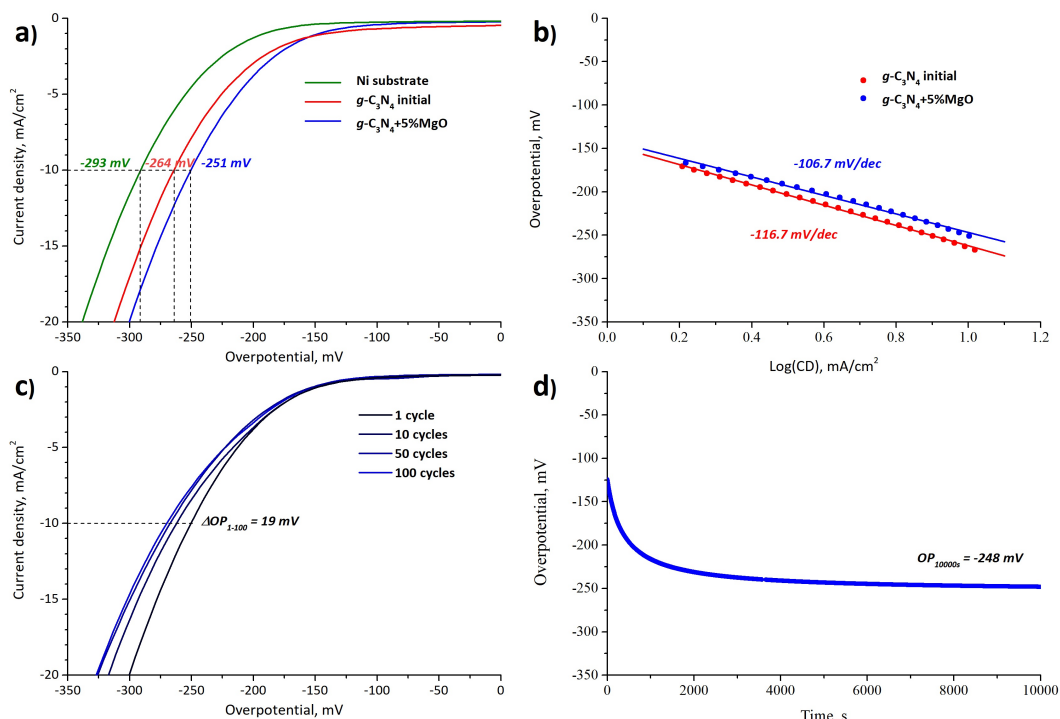 a)
0
-5
-10
-15
-20
Current density, mA/cm²
-350
-300
-250
-200
-150
-100
-50
0
Overpotential, mV
Ni substrate
g-C₃N₄ initial
g-C₃N₄+5%MgO
-293 mV
-264 mV
-251 mV
b)
0
-50
-100
-150
-200
-250
-300
-350
Overpotential, mV
0.0
0.2
0.4
0.6
0.8
1.0
1.2
Log(CD), mA/cm²
g-C₃N₄ initial
g-C₃N₄+5%MgO
-106.7 mV/dec
-116.7 mV/dec
c)
0
-5
-10
-15
-20
Current density, mA/cm²
-350
-300
-250
-200
-150
-100
-50
0
Overpotential, mV
1 cycle
10 cycles
50 cycles
100 cycles
ΔOP₁₋₁₀₀ = 19 mV
d)
0
-50
-100
-150
-200
-250
-300
-350
Overpotential, mV
0
2000
4000
6000
8000
10000
Time, s
OP₁₀₀₀₀ₛ = -248 mV